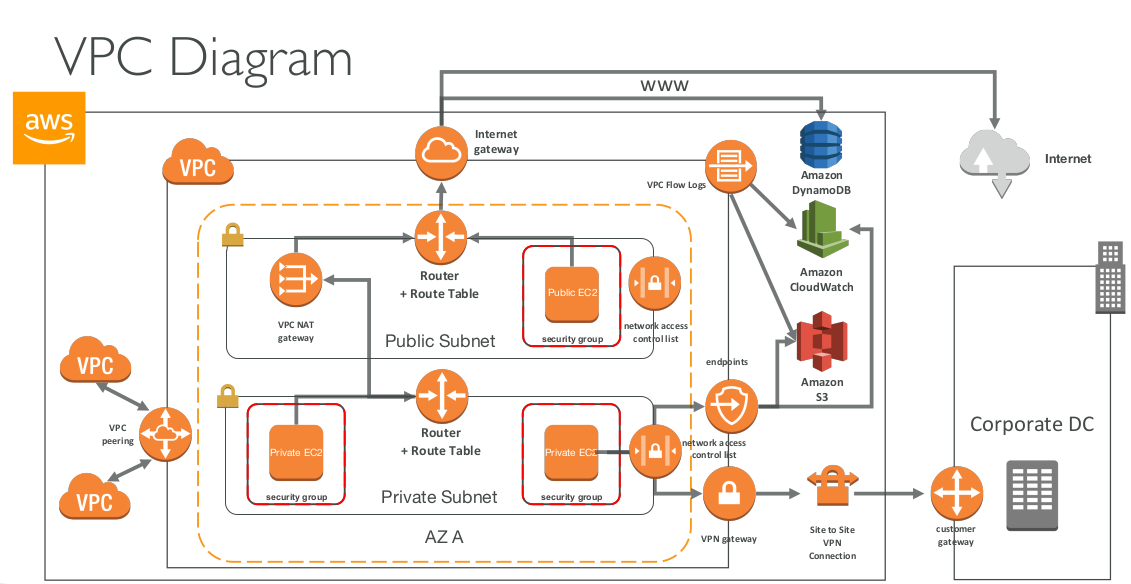 VPC Diagram
www
aws
Internet
gateway
VPC
VPC Flow Logs
Amazon
DynamoDB
Internet
Router
+ Route Table
Public EC2
Amazon
CloudWatch
VPC NAT
gateway
Public Subnet
security group
network access
control list
endpoints
Amazon
S3
VPC
VPC
peering
VPC
Router
+ Route Table
Private EC2
security group
Private Subnet
Private EC2
security group
network access
control list
AZ A
VPN gateway
Site to Site
VPN
Connection
Corporate DC
customer
gateway